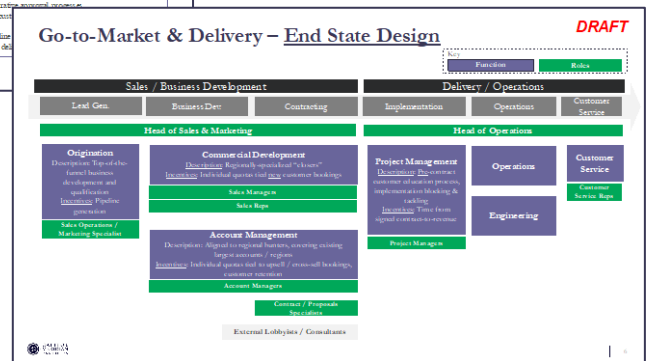 Go-to-Market & Delivery – End State Design
DRAFT
Key
Function
Roles
Sales / Business Development
Delivery / Operations
Lead Gen.
Business Dev
Contracting
Implementation
Operations
Customer
Service
Head of Sales & Marketing
Head of Operations
Origination
Description: Top-of-the-
funnel business
development and
qualification
Incentives: Pipeline
generation
Sales Operations /
Marketing Specialist
Commercial Development
Description: Regionally-specialized "closers"
Incentives: Individual quotas tied new customer bookings
Sales Managers
Sales Reps
Account Management
Description: Aligned to regional hunters, covering existing
largest accounts / regions
Incentives: Individual quotas tied to upsell / cross-sell bookings,
customer retention
Account Managers
Contract / Proposals
Specialists
External Lobbyists / Consultants
Project Management
Description: Pre-contract
customer education process,
implementation blocking &
tackling
Incentives: Time from
signed contract-to-revenue
Project Managers
Operations
Engineering
Customer
Service
Customer
Service Reps